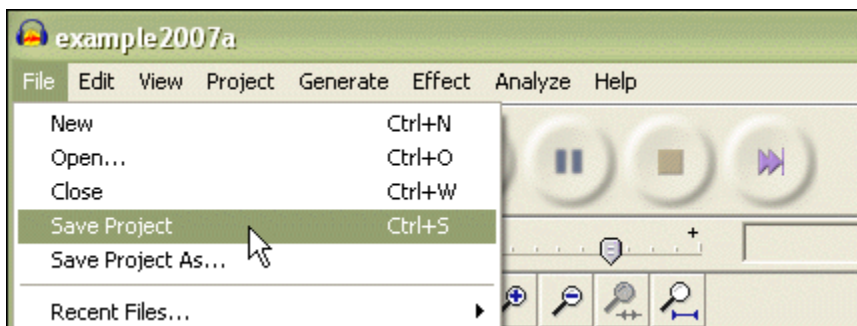 example2007a
File Edit View Project Generate Effect Analyze Help
New Ctrl+N
Open... Ctrl+O
Close Ctrl+W
Save Project Ctrl+S
Save Project As...
Recent Files...